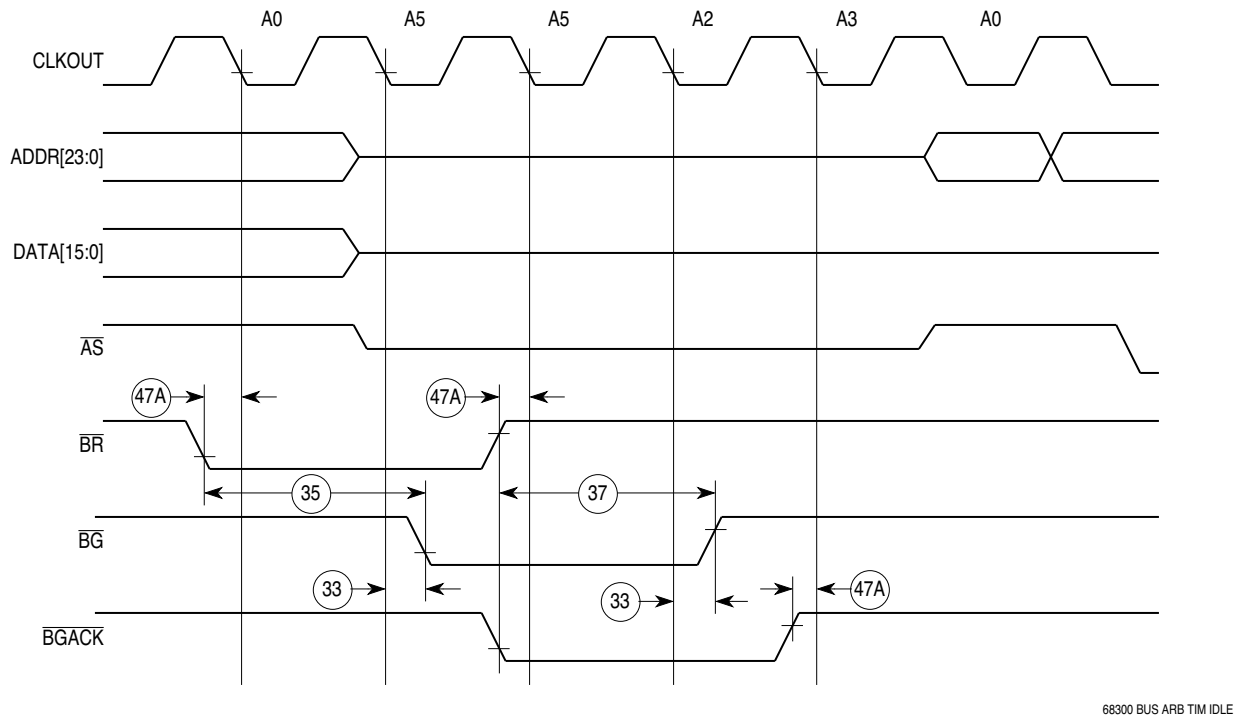 A0 A5 A5 A2 A3 A0
CLKOUT
ADDR[23:0]
DATA[15:0]
AS
47A 47A
BR
35 37
BG
33 33 47A
BGACK
68300 BUS ARB TIM IDLE